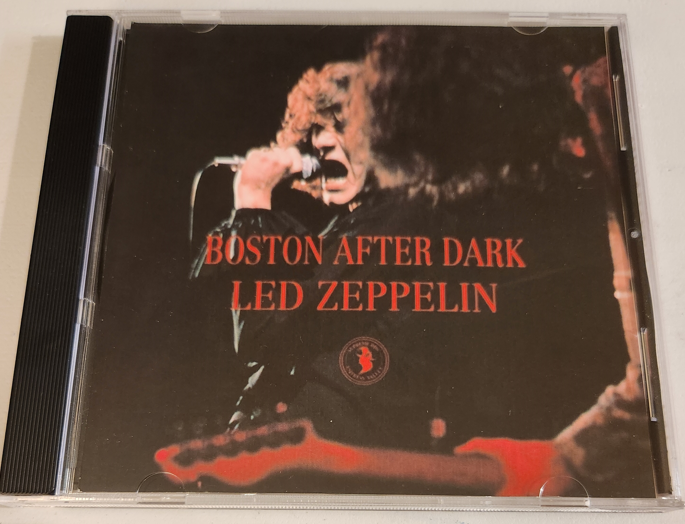 BOSTON AFTER DARK
LED ZEPPELIN